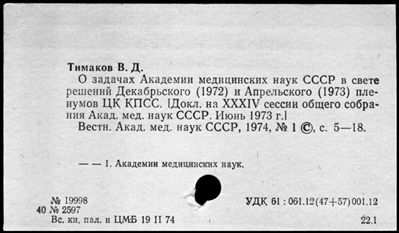 Тимаков В. Д.
О задачах Академии медицинских наук СССР в свете
решений Декабрьского (1972) и Апрельского (1973) пле-
нумов ЦК КПСС. [Докл. на XXXIV сессии общего собра-
ния Акад. мед. наук СССР. Июнь 1973 г.]
Вестн. Акад. мед. наук СССР, 1974, № 1 ©, с. 5—18.
— — 1. Академии медицинских наук.
№ 19998
40 № 2597
Вс. кн. пал. и ЦМБ 19 II 74
УДК 61 : 061.12(47+57)001.12
22.1